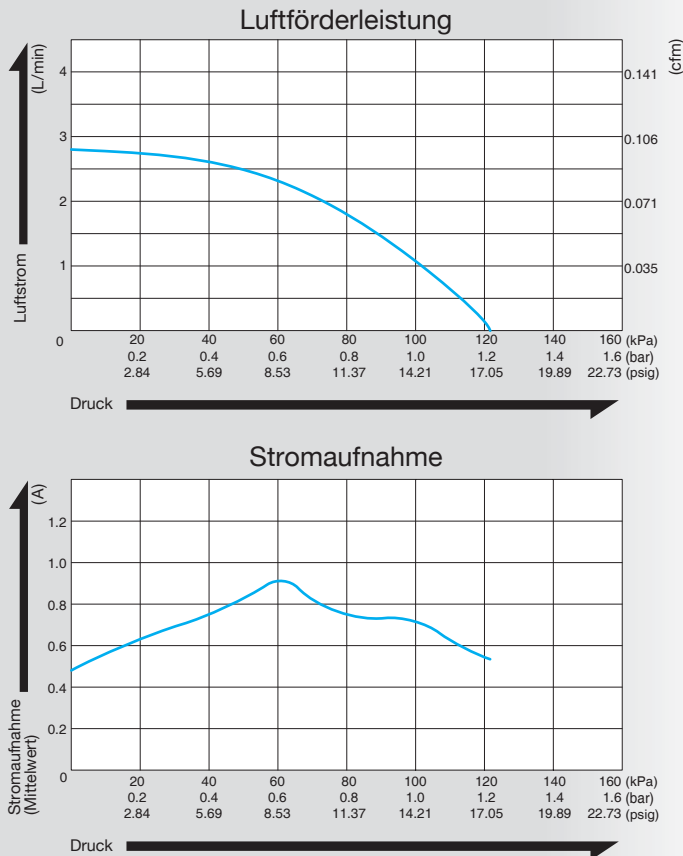 Luftförderleistung
(L/min)
(cfm)
4
0.141
3
0.106
2
0.071
1
0.035
Luftstrom
0
20 40 60 80 100 120 140 160 (kPa)
0.2 0.4 0.6 0.8 1.0 1.2 1.4 1.6 (bar)
2.84 5.69 8.53 11.37 14.21 17.05 19.89 22.73 (psig)
Druck
Stromaufnahme
(A)
1.2
1.0
0.8
0.6
0.4
0.2
Stromaufnahme
(Mittelwert)
0
20 40 60 80 100 120 140 160 (kPa)
0.2 0.4 0.6 0.8 1.0 1.2 1.4 1.6 (bar)
2.84 5.69 8.53 11.37 14.21 17.05 19.89 22.73 (psig)
Druck